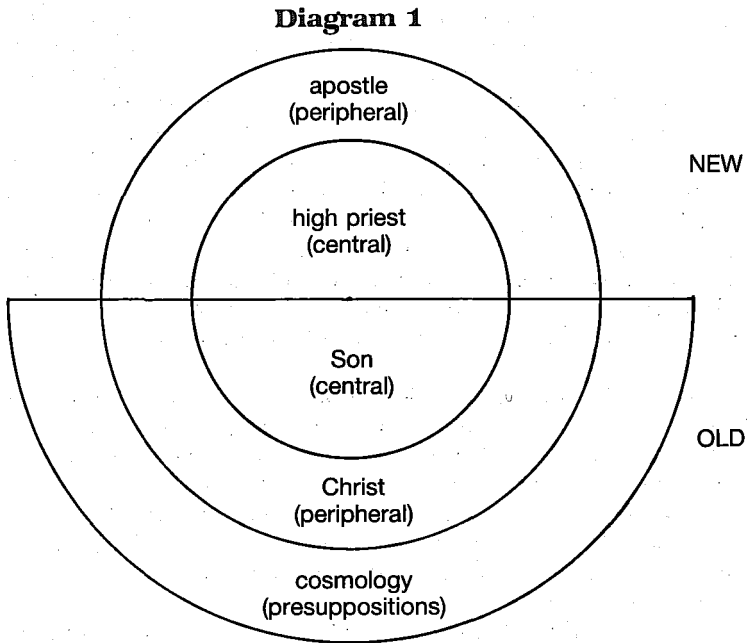 Diagram 1
apostle
(peripheral)
NEW
high priest
(central)
Son
(central)
OLD
Christ
(peripheral)
cosmology
(presuppositions)